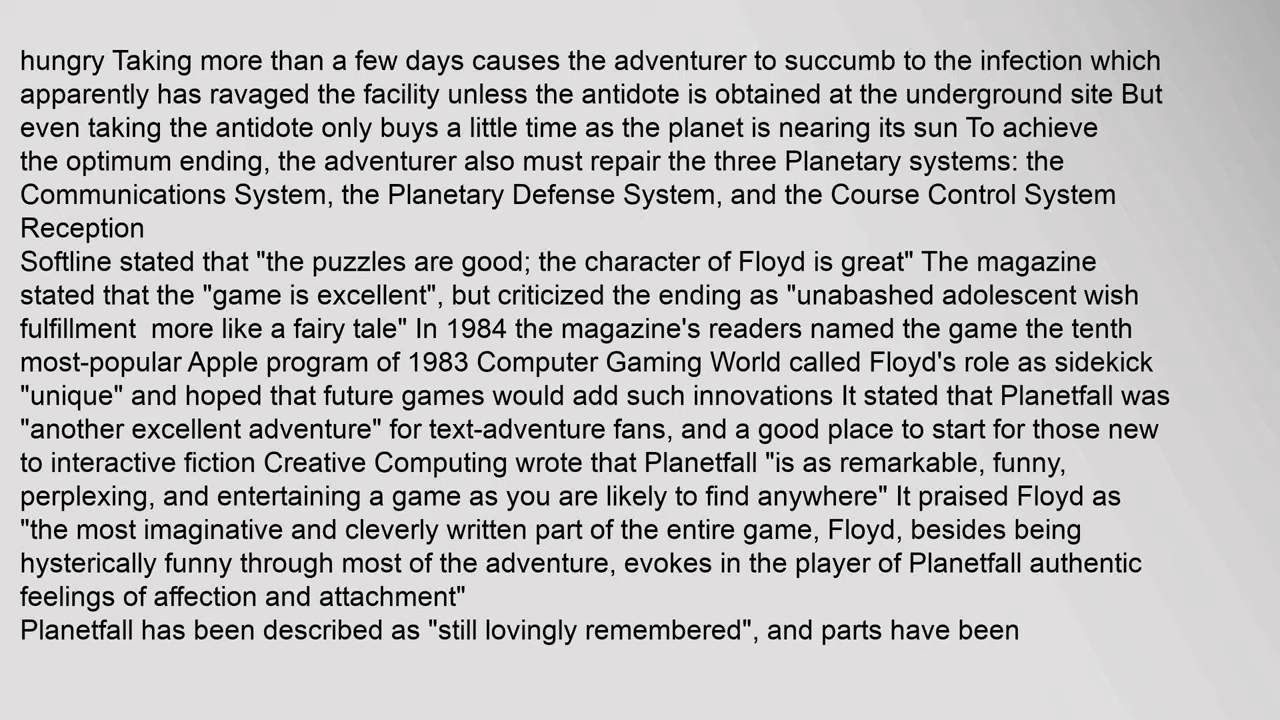 hungry Taking more than a few days causes the adventurer to succumb to the infection which
apparently has ravaged the facility unless the antidote is obtained at the underground site But
even taking the antidote only buys a little time as the planet is nearing its sun To achieve
the optimum ending, the adventurer also must repair the three Planetary systems: the
Communications System, the Planetary Defense System, and the Course Control System
Reception
Softline stated that "the puzzles are good; the character of Floyd is great" The magazine
stated that the "game is excellent", but criticized the ending as "unabashed adolescent wish
fulfillment  more like a fairy tale" In 1984 the magazine's readers named the game the tenth
most-popular Apple program of 1983 Computer Gaming World called Floyd's role as sidekick
"unique" and hoped that future games would add such innovations It stated that Planetfall was
"another excellent adventure" for text-adventure fans, and a good place to start for those new
to interactive fiction Creative Computing wrote that Planetfall "is as remarkable, funny,
perplexing, and entertaining a game as you are likely to find anywhere" It praised Floyd as
"the most imaginative and cleverly written part of the entire game, Floyd, besides being
hysterically funny through most of the adventure, evokes in the player of Planetfall authentic
feelings of affection and attachment"
Planetfall has been described as "still lovingly remembered", and parts have been